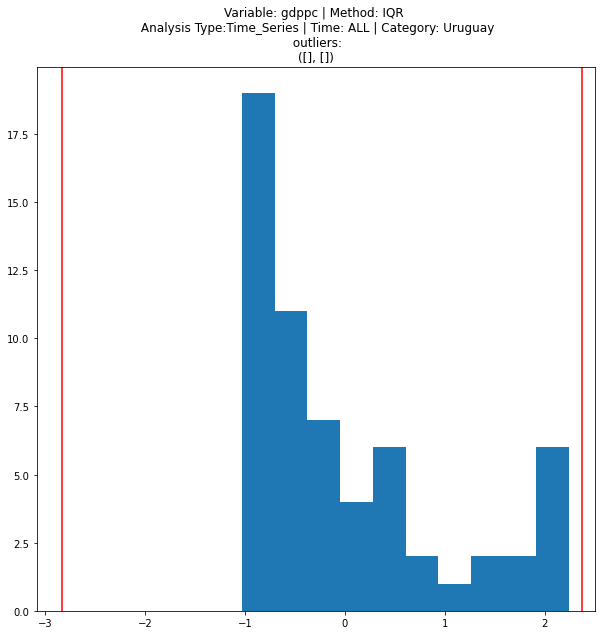 Variable: gdppc | Method: IQR
Analysis Type:Time_Series | Time: ALL | Category: Uruguay
outliers:
([], [])
17.5
15.0
12.5
10.0
7.5
5.0
2.5
0.0
−3 −2 −1 0 1 2